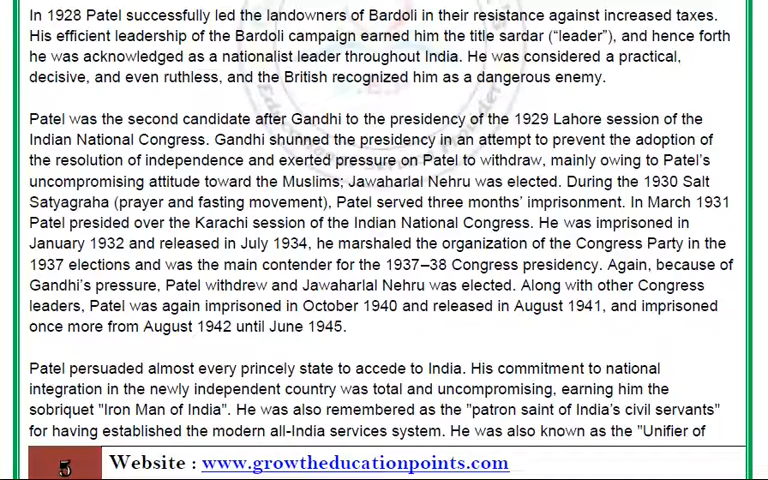 In 1928 Patel successfully led the landowners of Bardoli in their resistance against increased taxes.
His efficient leadership of the Bardoli campaign earned him the title sardar (“leader”), and hence forth
he was acknowledged as a nationalist leader throughout India. He was considered a practical,
decisive, and even ruthless, and the British recognized him as a dangerous enemy.
Patel was the second candidate after Gandhi to the presidency of the 1929 Lahore session of the
Indian National Congress. Gandhi shunned the presidency in an attempt to prevent the adoption of
the resolution of independence and exerted pressure on Patel to withdraw, mainly owing to Patel’s
uncompromising attitude toward the Muslims; Jawaharlal Nehru was elected. During the 1930 Salt
Satyagraha (prayer and fasting movement), Patel served three months’ imprisonment. In March 1931
Patel presided over the Karachi session of the Indian National Congress. He was imprisoned in
January 1932 and released in July 1934, he marshaled the organization of the Congress Party in the
1937 elections and was the main contender for the 1937–38 Congress presidency. Again, because of
Gandhi’s pressure, Patel withdrew and Jawaharlal Nehru was elected. Along with other Congress
leaders, Patel was again imprisoned in October 1940 and released in August 1941, and imprisoned
once more from August 1942 until June 1945.
Patel persuaded almost every princely state to accede to India. His commitment to national
integration in the newly independent country was total and uncompromising, earning him the
sobriquet "Iron Man of India". He was also remembered as the "patron saint of India's civil servants"
for having established the modern all-India services system. He was also known as the "Unifier of
5 Website : www.growtheducationpoints.com